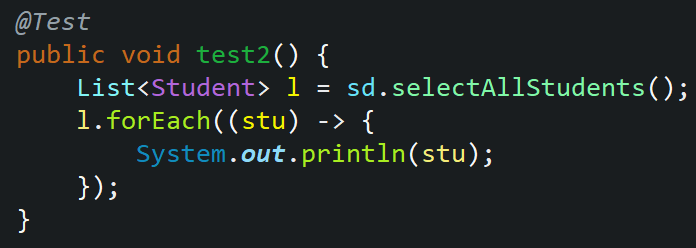 @Test
public void test2() {
    List<Student> l = sd.selectAllStudents();
    l.forEach((stu) -> {
        System.out.println(stu);
    });
}